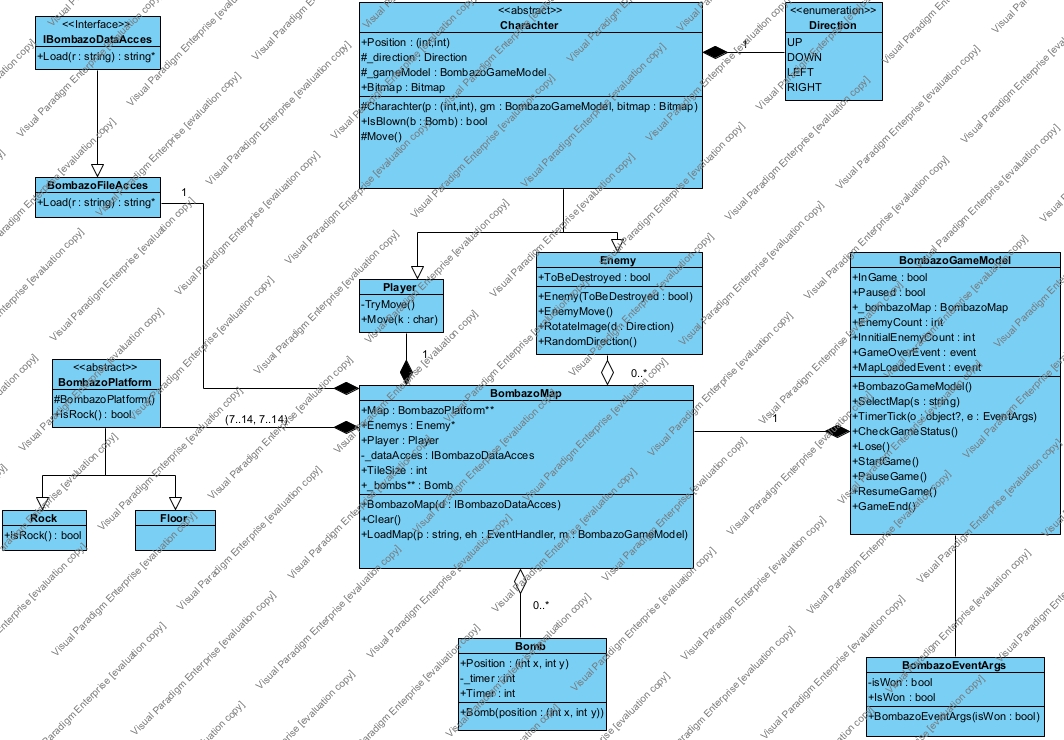 <<Interface>>
IBombazoDataAcces
+Load(r : string) : string*
BombazoFileAcces
+Load(r : string) : string*
1
<<abstract>>
Charachter
+Position : (int,int)
#_direction : Direction
#_gameModel : BombazoGameModel
+Bitmap : Bitmap
#Charachter(p : (int,int), gm : BombazoGameModel, bitmap : Bitmap)
+IsBlown(b : Bomb) : bool
#Move()
1
<<enumeration>>
Direction
UP
DOWN
LEFT
RIGHT
Player
-TryMove()
+Move(k : char)
1
Enemy
+ToBeDestroyed : bool
+Enemy(ToBeDestroyed : bool)
+EnemyMove()
+RotateImage(d : Direction)
+RandomDirection()
0..*
<<abstract>>
BombazoPlatform
#BombazoPlatform()
+IsRock() : bool
(7..14, 7..14)
Rock
+IsRock() : bool
Floor
BombazoMap
+Map : BombazoPlatform**
+Enemys : Enemy*
+Player : Player
-_dataAcces : IBombazoDataAcces
+TileSize : int
+_bombs** : Bomb
+BombazoMap(d : IBombazoDataAcces)
+Clear()
+LoadMap(p : string, eh : EventHandler, m : BombazoGameModel)
1
BombazoGameModel
+InGame : bool
+Paused : bool
+_bombazoMap : BombazoMap
+EnemyCount : int
+InnitialEnemyCount : int
+GameOverEvent : event
+MapLoadedEvent : event
+BombazoGameModel()
+SelectMap(s : string)
+TimerTick(o : object?, e : EventArgs)
+CheckGameStatus()
+Lose()
+StartGame()
+PauseGame()
+ResumeGame()
+GameEnd()
0..*
Bomb
+Position : (int x, int y)
-_timer : int
+Timer : int
+Bomb(position : (int x, int y))
BombazoEventArgs
-isWon : bool
+IsWon : bool
+BombazoEventArgs(isWon : bool)
Visual Paradigm Enterprise [evaluation copy]